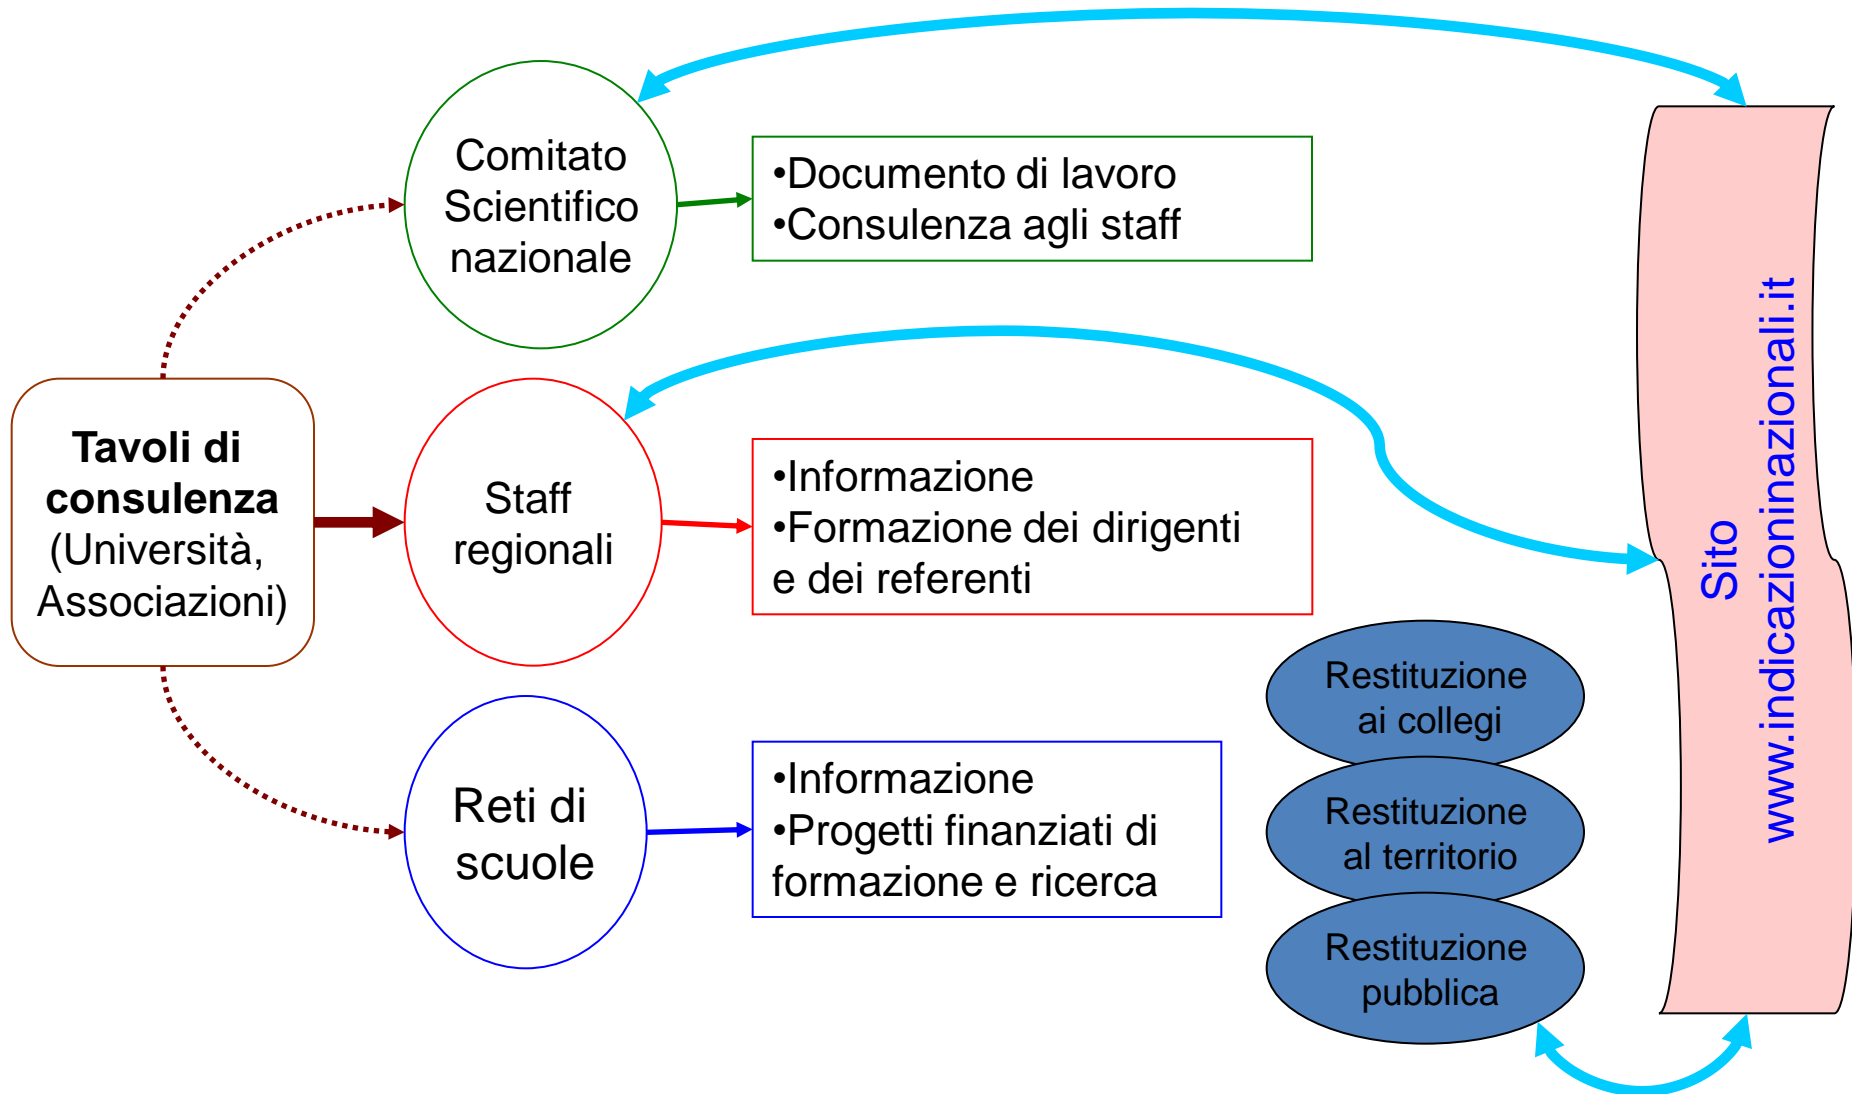 Comitato
Scientifico
nazionale
•Documento di lavoro
•Consulenza agli staff
Tavoli di
consulenza
(Università,
Associazioni)
Staff
regionali
•Informazione
•Formazione dei dirigenti
e dei referenti
Reti di
scuole
•Informazione
•Progetti finanziati di
formazione e ricerca
Restituzione
ai collegi
Restituzione
al territorio
Restituzione
pubblica
Sito
www.indicazioninazionali.it